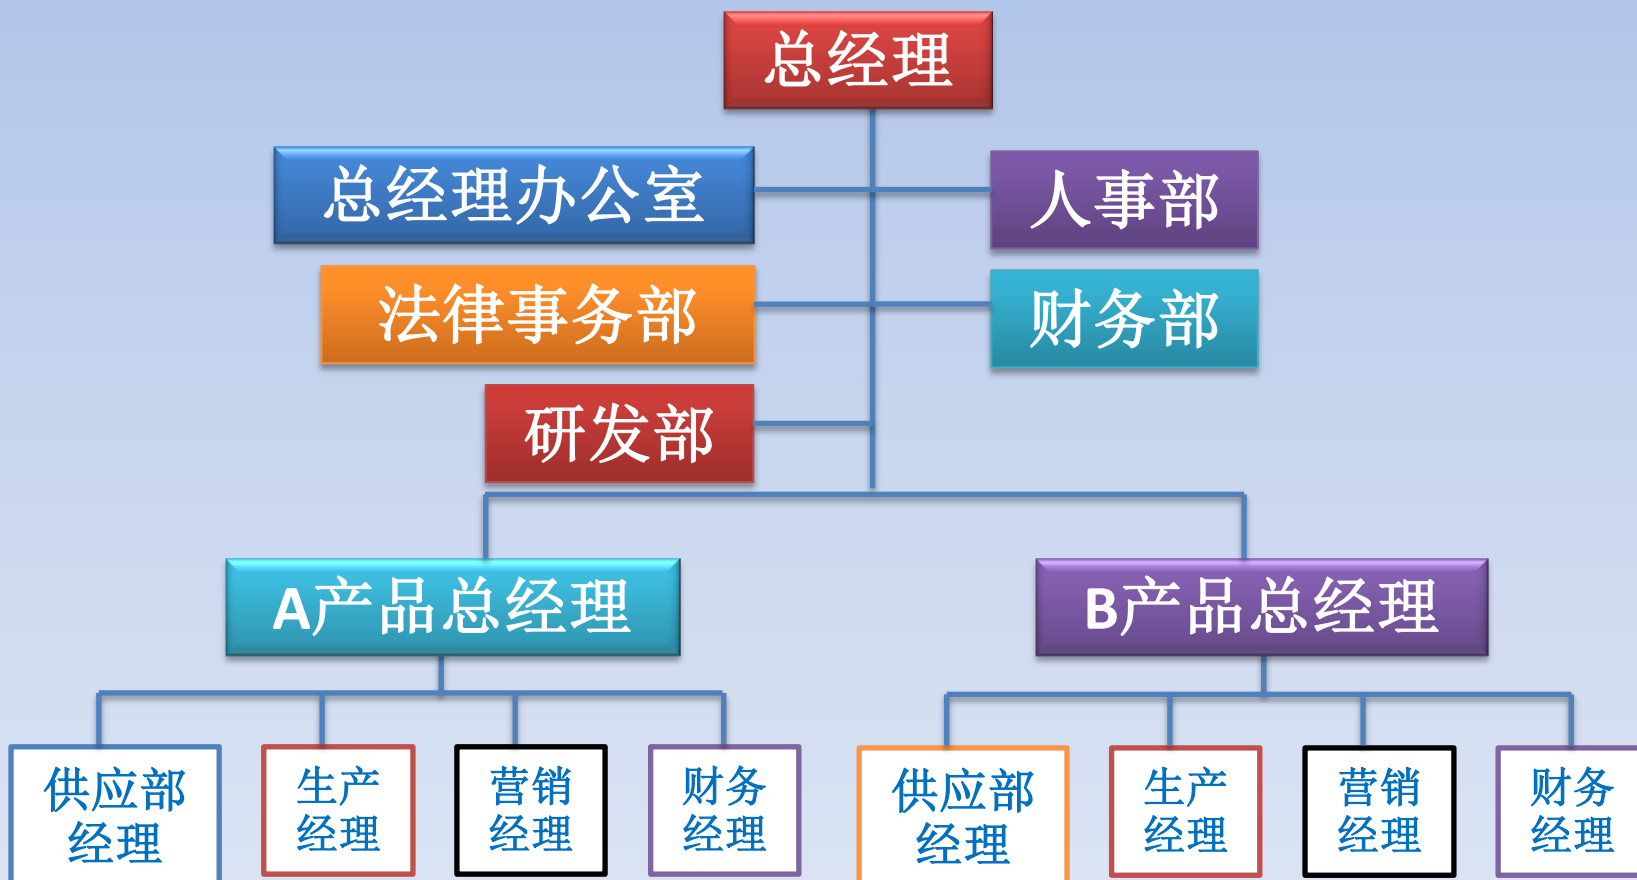 总经理
总经理办公室
人事部
法律事务部
财务部
研发部
A产品总经理
B产品总经理
供应部
经理
生产
经理
营销
经理
财务
经理
供应部
经理
生产
经理
营销
经理
财务
经理